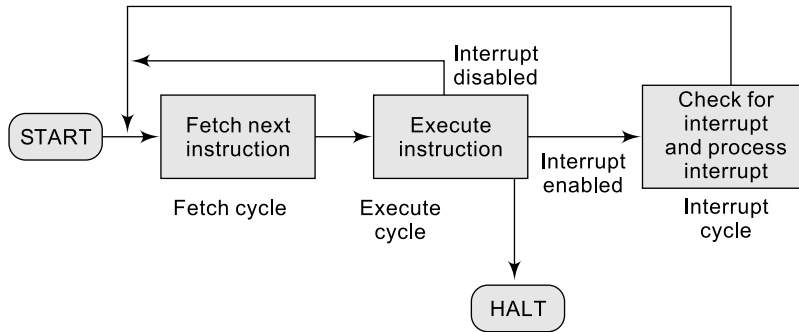 Interrupt
disabled
START
Fetch next
instruction
Execute
instruction
Interrupt
enabled
Check for
interrupt
and process
interrupt
Fetch cycle
Execute
cycle
Interrupt
cycle
HALT